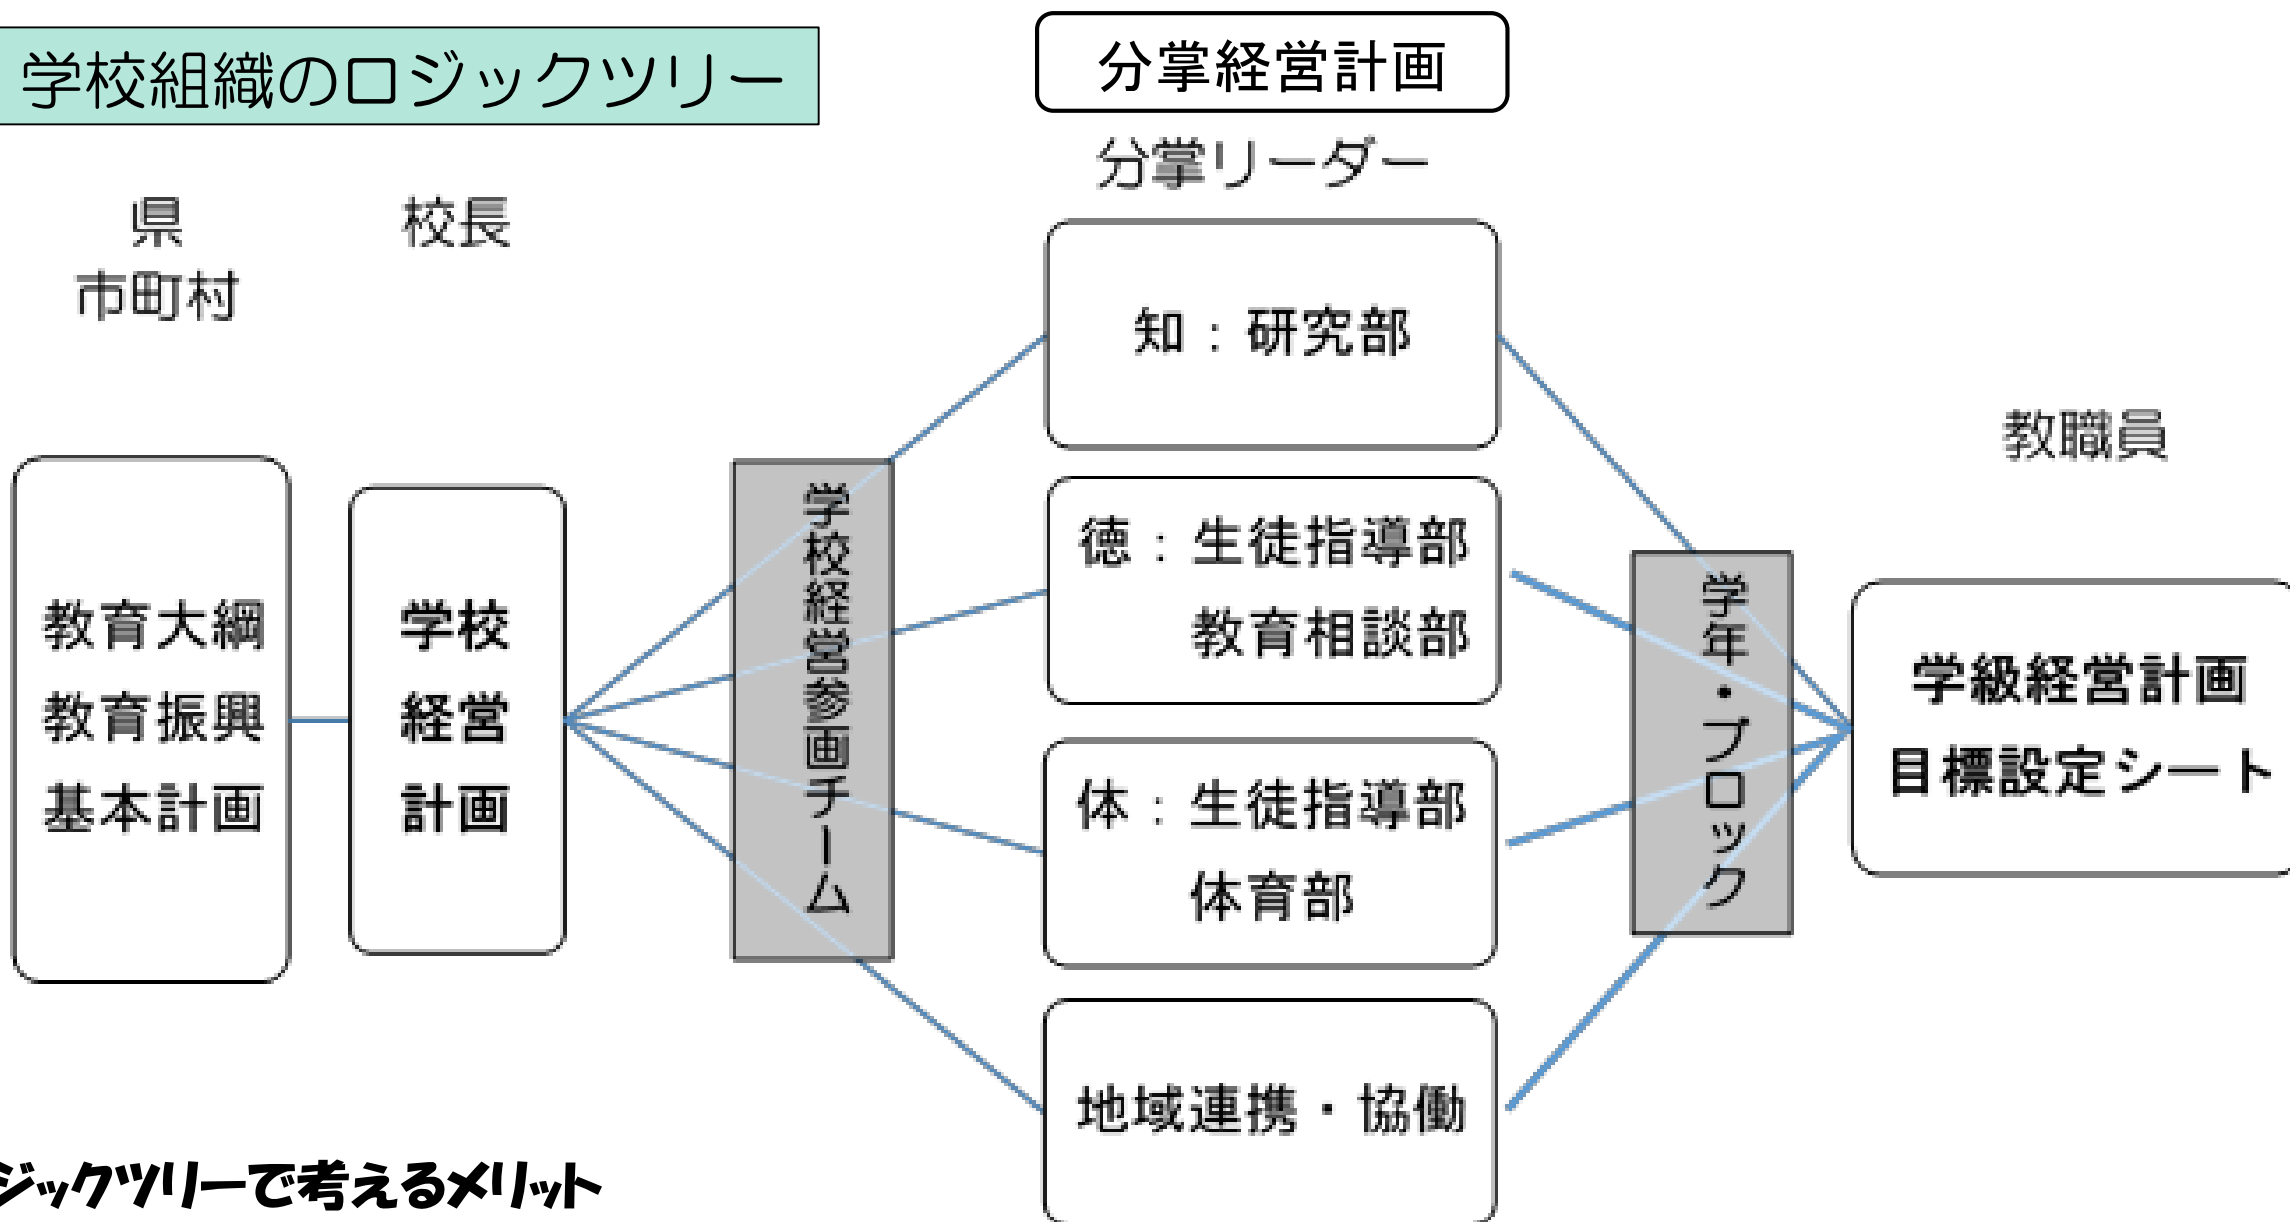 学校組織のロジックツリー
分掌経営計画
分掌リーダー
県
市町村
校長
教育大綱
教育振興
基本計画
学校
経営
計画
学校経営参画チーム
知：研究部
徳：生徒指導部
教育相談部
体：生徒指導部
体育部
地域連携・協働
学年・ブロック
教職員
学級経営計画
目標設定シート
ジックツリーで考えるメリット